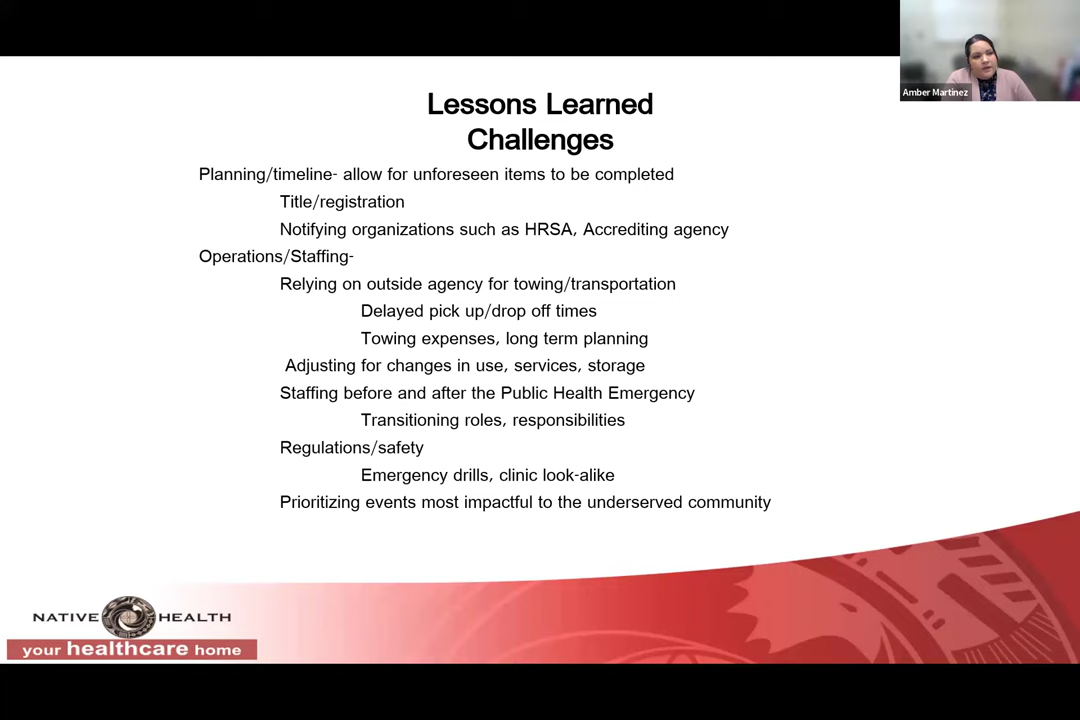 Amber Martinez
Lessons Learned
Challenges
Planning/timeline- allow for unforeseen items to be completed
Title/registration
Notifying organizations such as HRSA, Accrediting agency
Operations/Staffing-
Relying on outside agency for towing/transportation
Delayed pick up/drop off times
Towing expenses, long term planning
Adjusting for changes in use, services, storage
Staffing before and after the Public Health Emergency
Transitioning roles, responsibilities
Regulations/safety
Emergency drills, clinic look-alike
Prioritizing events most impactful to the underserved community
NATIVE HEALTH
your healthcare home